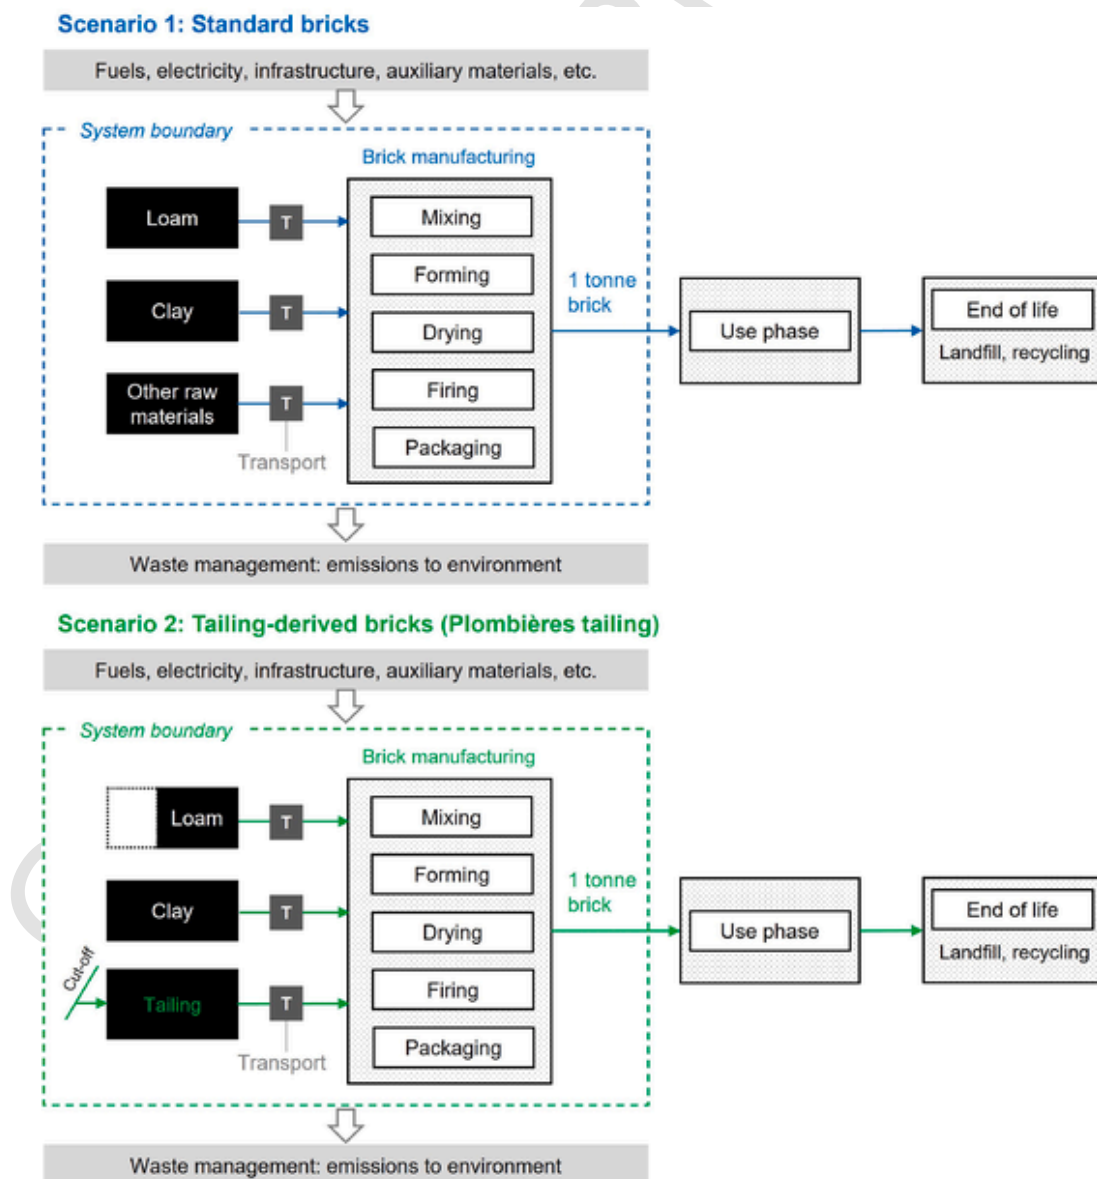 Scenario 1: Standard bricks
Fuels, electricity, infrastructure, auxiliary materials, etc.
System boundary
Brick manufacturing
Loam
T
Mixing
Forming
1 tonne
brick
Clay
T
Drying
Use phase
End of life
Landfill, recycling
Other raw
materials
T
Firing
Packaging
Transport
Waste management: emissions to environment
Scenario 2: Tailing-derived bricks (Plombières tailing)
Fuels, electricity, infrastructure, auxiliary materials, etc.
System boundary
Brick manufacturing
Loam
T
Mixing
Forming
1 tonne
brick
Clay
T
Drying
Use phase
End of life
Landfill, recycling
Cut-off
Tailing
T
Firing
Packaging
Transport
Waste management: emissions to environment